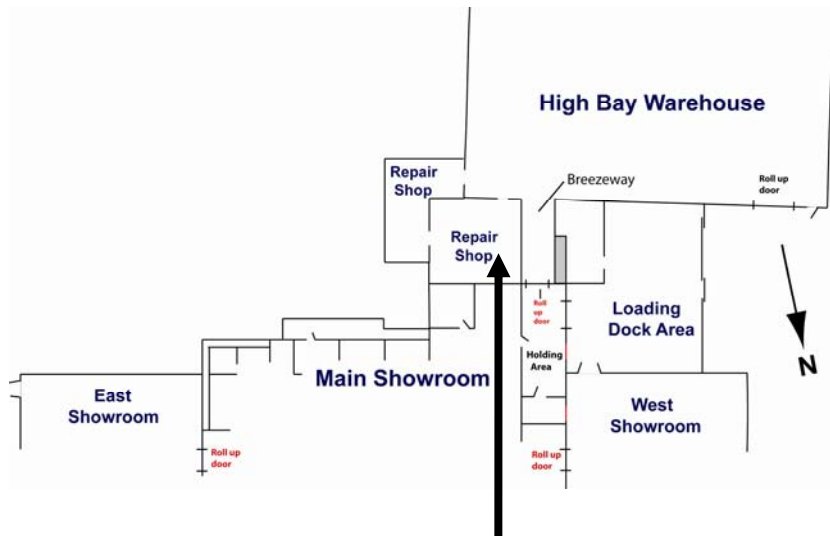 High Bay Warehouse
Repair
Shop
Breezeway
Roll up
door
Repair
Shop
Roll
up
door
Loading
Dock Area
N
Holding
Area
Main Showroom
East
Showroom
West
Showroom
Roll up
door
Roll up
door